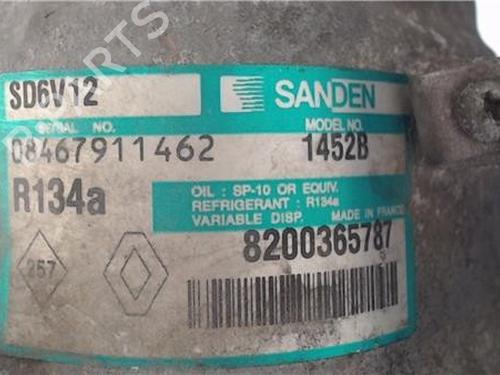 SD6V12
SANDEN
SERIAL NO.
MODEL NO.
08467911462
1452B
R134a
OIL : SP-10 OR EQUIV.
REFRIGERANT : R134a
VARIABLE DISP. MADE IN FRANCE
8200365787
257
PARTS